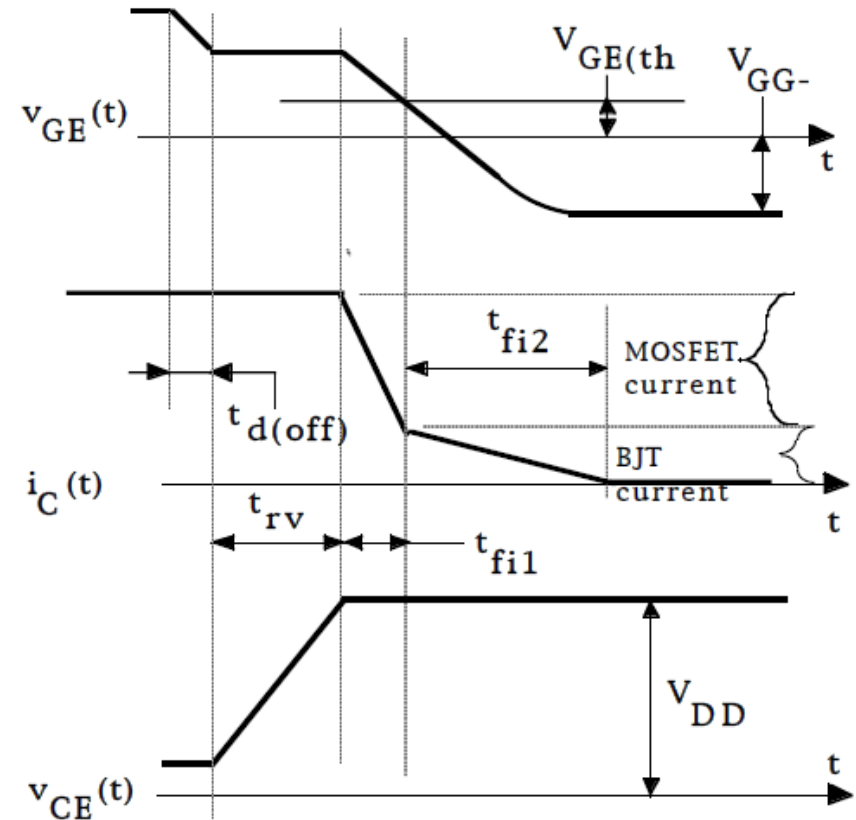 V
GE(th
V
GG-
v
GE
(t)
t
t
fi2
MOSFET
current
t
d(off)
BJT
current
i
C
(t)
t
t
rv
t
fi1
V
DD
t
v
CE
(t)